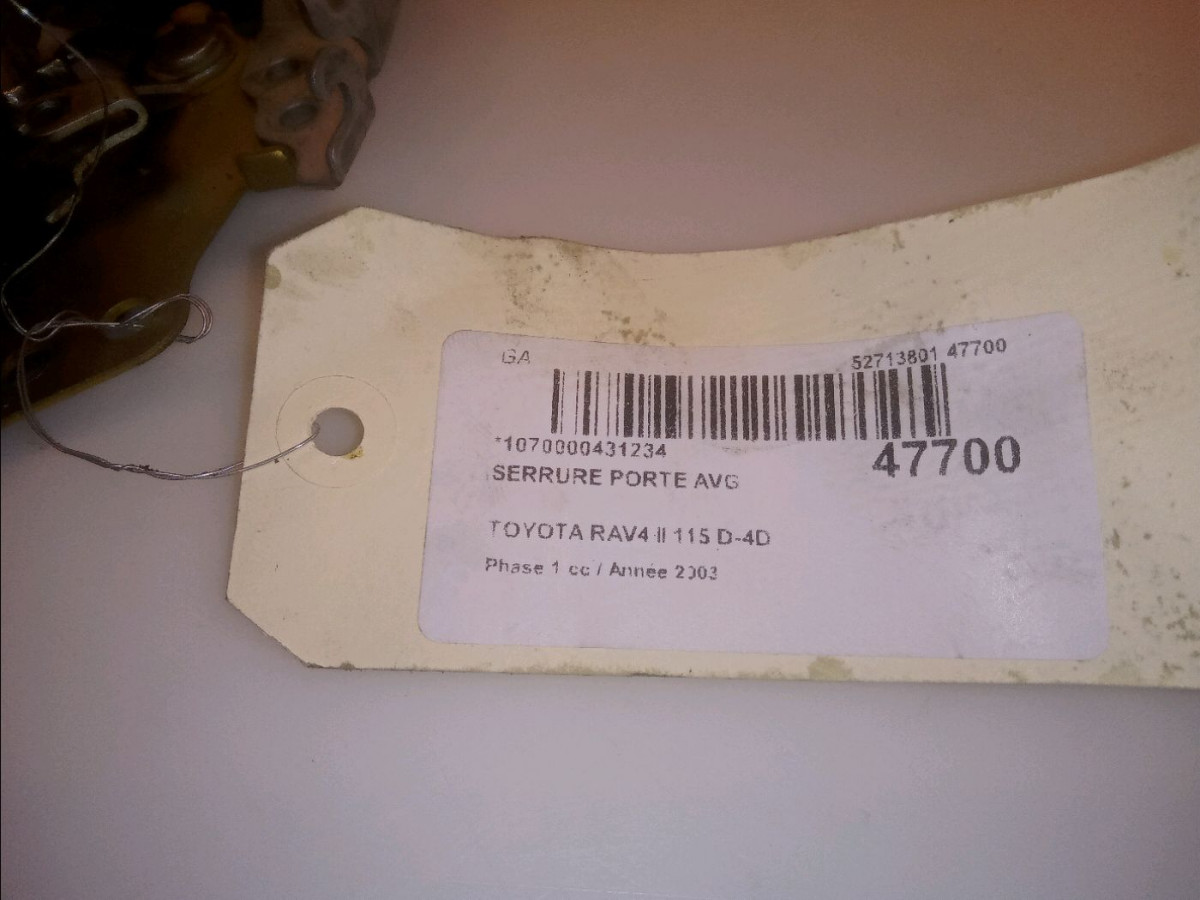 GA 52713801 47700
*1070000431234
47700
SERRURE PORTE AVG
TOYOTA RAV4 II 115 D-4D
Phase 1 cc / Année 2003